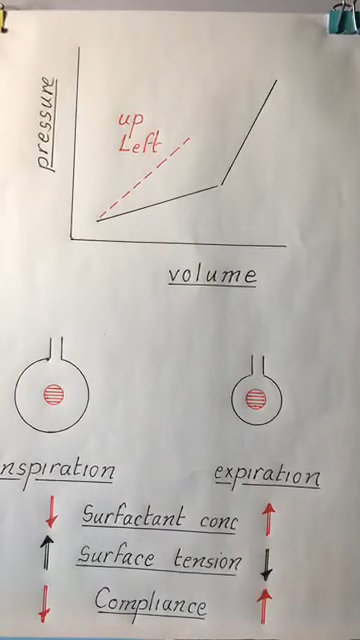 pressure
up
Left
volume
nspiration expiration
Surfactant conc
Surface tension
Compliance